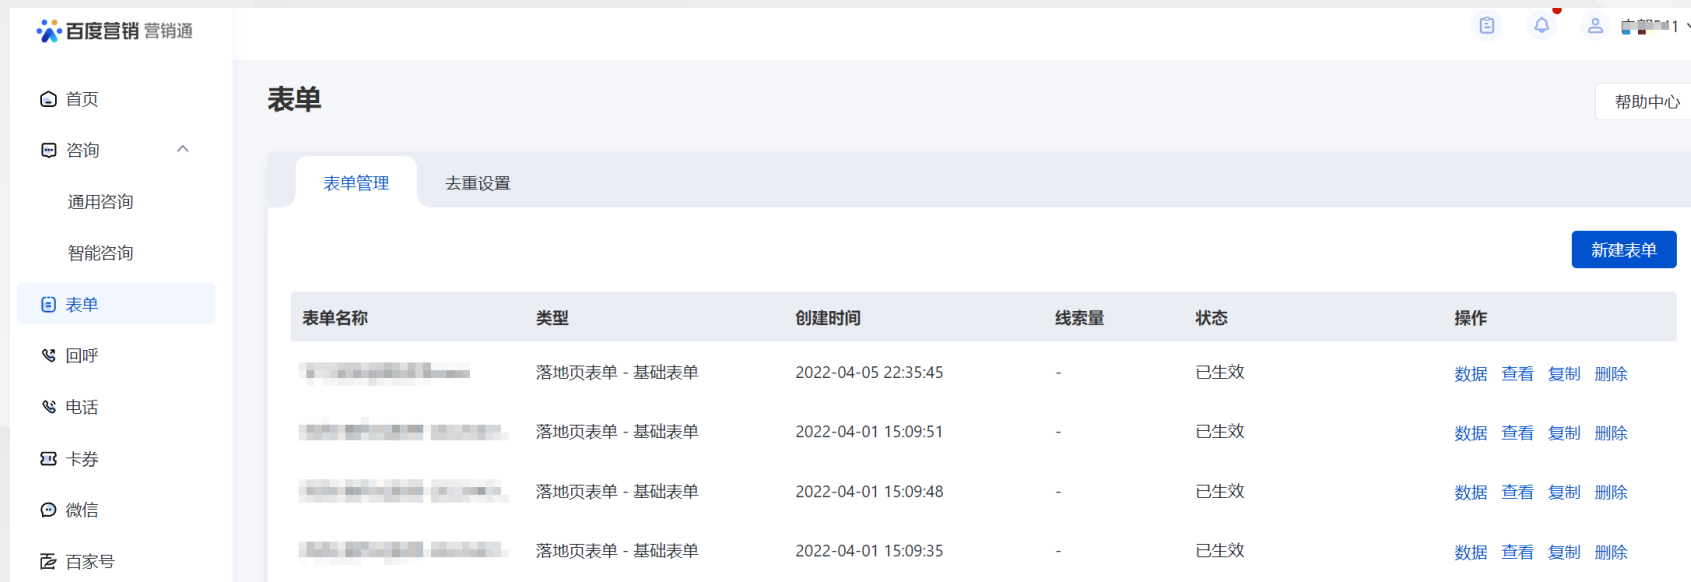 百度营销 营销通
首页
咨询
通用咨询
智能咨询
表单
回呼
电话
卡券
微信
百家号
表单
帮助中心
表单管理 去重设置
新建表单
表单名称 类型 创建时间 线索量 状态 操作
落地页表单 - 基础表单 2022-04-05 22:35:45 - 已生效 数据 查看 复制 删除
落地页表单 - 基础表单 2022-04-01 15:09:51 - 已生效 数据 查看 复制 删除
落地页表单 - 基础表单 2022-04-01 15:09:48 - 已生效 数据 查看 复制 删除
落地页表单 - 基础表单 2022-04-01 15:09:35 - 已生效 数据 查看 复制 删除